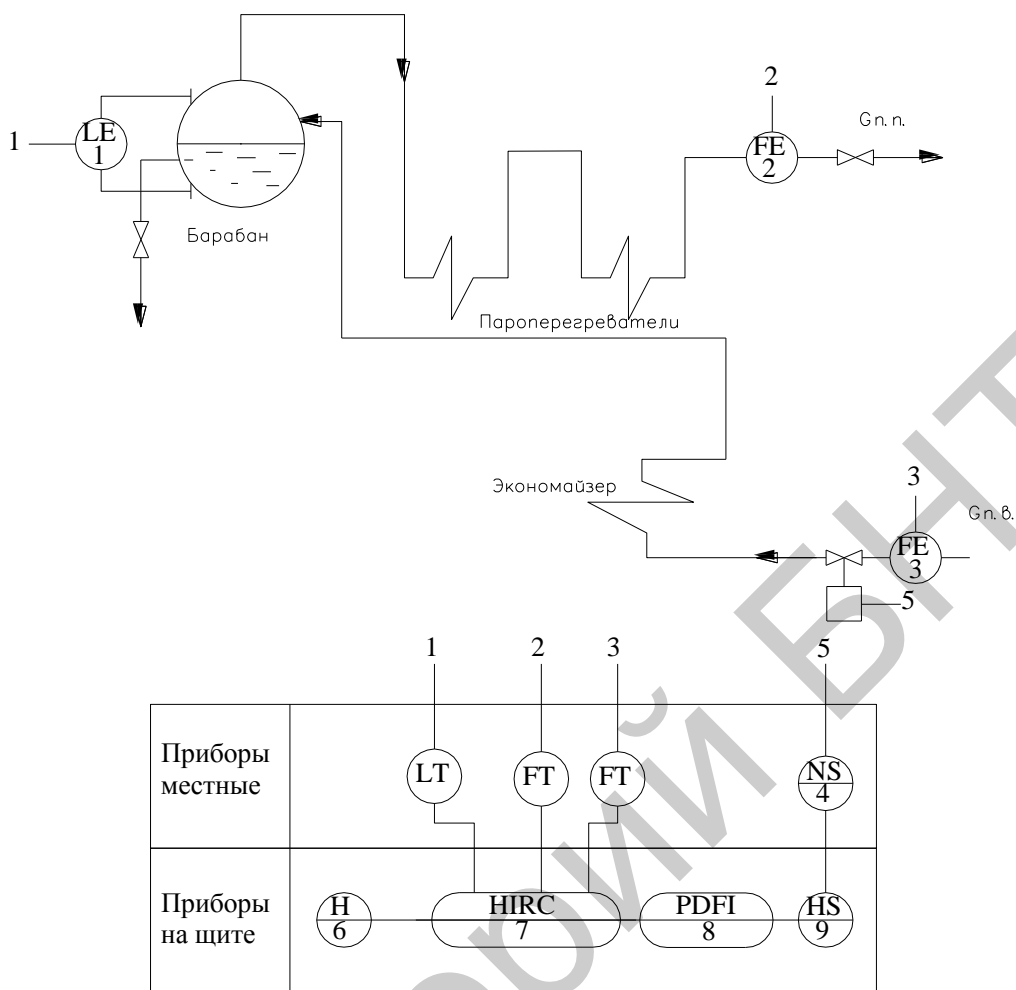 2
Gп. п.
1
LE
1
FE
2
Барабан
Пароперегреватели
Экономайзер
3
Gп. в.
FE
3
5
1
2
3
5
Приборы
местные
LT
FT
FT
NS
4
Приборы
на щите
H
6
HIRC
7
PDFI
8
HS
9